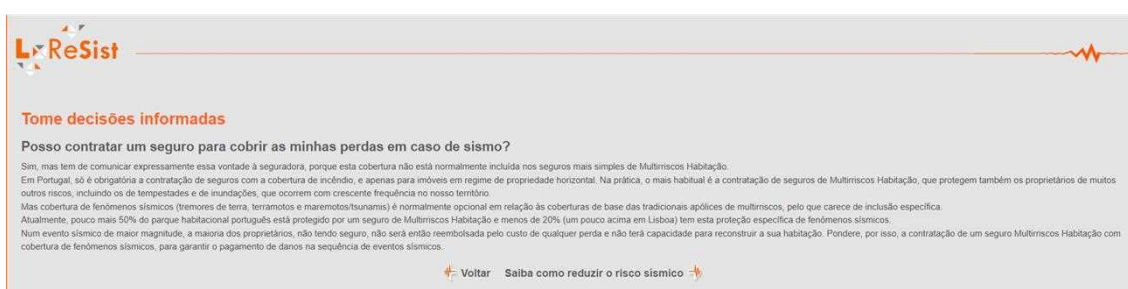 LxReSist
Tome decisões informadas
Posso contratar um seguro para cobrir as minhas perdas em caso de sismo?
Sim, mas tem de comunicar expressamente essa vontade à seguradora, porque esta cobertura não está normalmente incluída nos seguros mais simples de Multirriscos Habitação.
Em Portugal, só é obrigatória a contratação de seguros com a cobertura de incêndio, e apenas para imóveis em regime de propriedade horizontal. Na prática, o mais habitual é a contratação de seguros de Multirriscos Habitação, que protegem também os proprietários de muitos
outros riscos, incluindo os de tempestades e de inundações, que ocorrem com crescente frequência no nosso território.
Mas cobertura de fenómenos sísmicos (tremores de terra, terramotos e maremotos/tsunamis) é normalmente opcional em relação às coberturas de base das tradicionais apólices de multirriscos, pelo que carece de inclusão específica.
Atualmente, pouco mais 50% do parque habitacional português está protegido por um seguro de Multirriscos Habitação e menos de 20% (um pouco acima em Lisboa) tem esta proteção específica de fenómenos sísmicos.
Num evento sísmico de maior magnitude, a maioria dos proprietários, não tendo seguro, não será então reembolsada pelo custo de qualquer perda e não terá capacidade para reconstruir a sua habitação. Pondere, por isso, a contratação de um seguro Multirriscos Habitação com
cobertura de fenómenos sísmicos, para garantir o pagamento de danos na sequência de eventos sísmicos.
Voltar Saiba como reduzir o risco sísmico